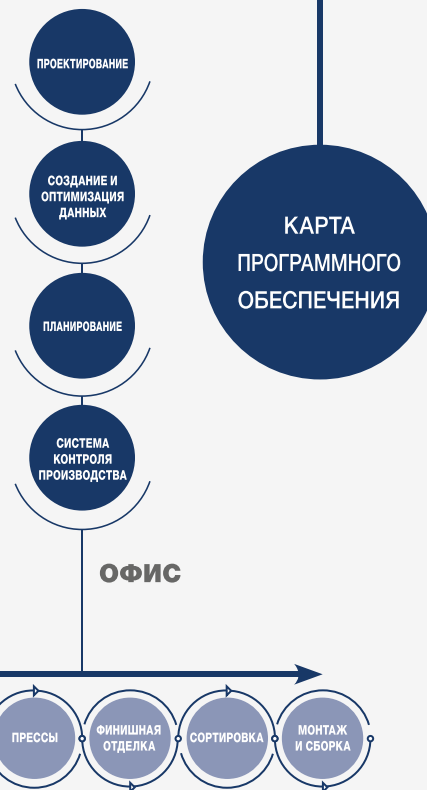 ПРОЕКТИРОВАНИЕ
СОЗДАНИЕ И
ОПТИМИЗАЦИЯ
ДАННЫХ
ПЛАНИРОВАНИЕ
СИСТЕМА
КОНТРОЛЯ
ПРОИЗВОДСТВА
КАРТА
ПРОГРАММНОГО
ОБЕСПЕЧЕНИЯ
ОФИС
ПРЕССЫ
ФИНИШНАЯ
ОТДЕЛКА
СОРТИРОВКА
МОНТАЖ
И СБОРКА